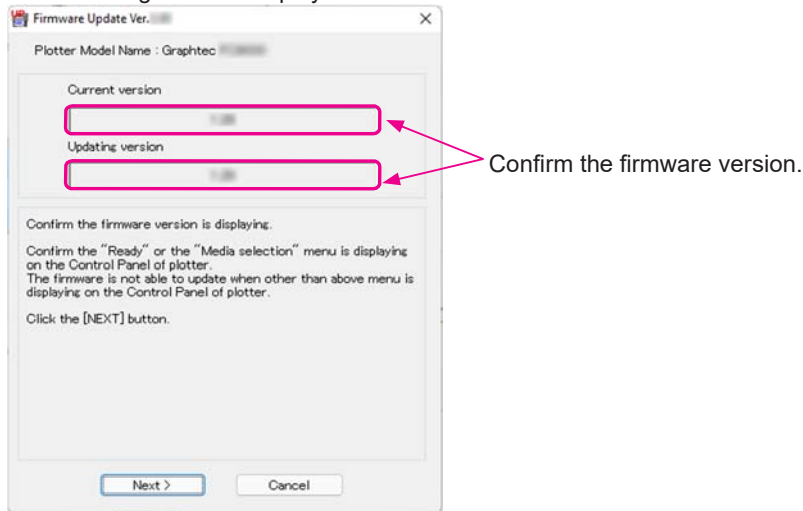 Firmware Update Ver.
Plotter Model Name : Graphtec
Current version
Updating version
Confirm the firmware version.
Confirm the firmware version is displaying.
Confirm the "Ready" or the "Media selection" menu is displaying
on the Control Panel of plotter.
The firmware is not able to update when other than above menu is
displaying on the Control Panel of plotter.
Click the [NEXT] button.
Next >
Cancel